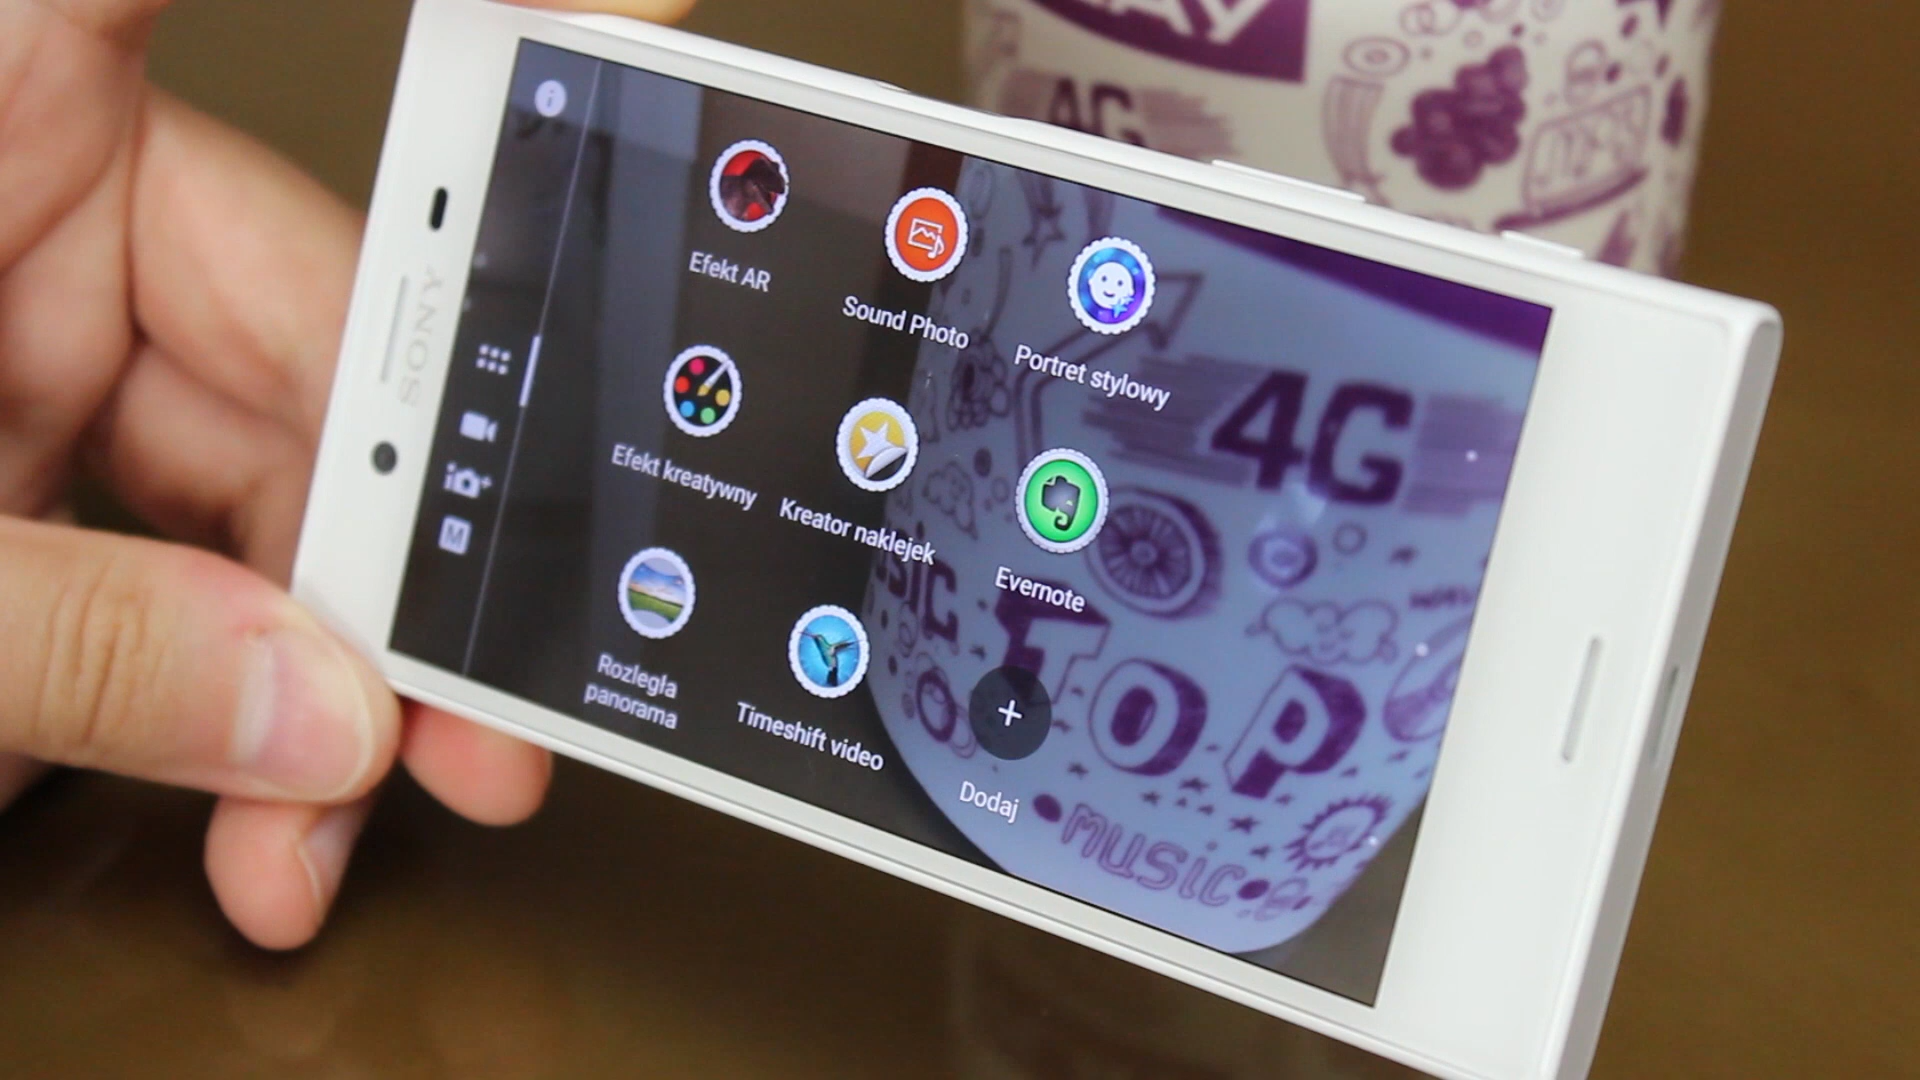 4G
SONY
Efekt AR
Sound Photo
Portret stylowy
Efekt kreatywny
Kreator naklejek
Evernote
Rozległa
panorama
Timeshift video
Dodaj
M
4G
TOP
MUSIC